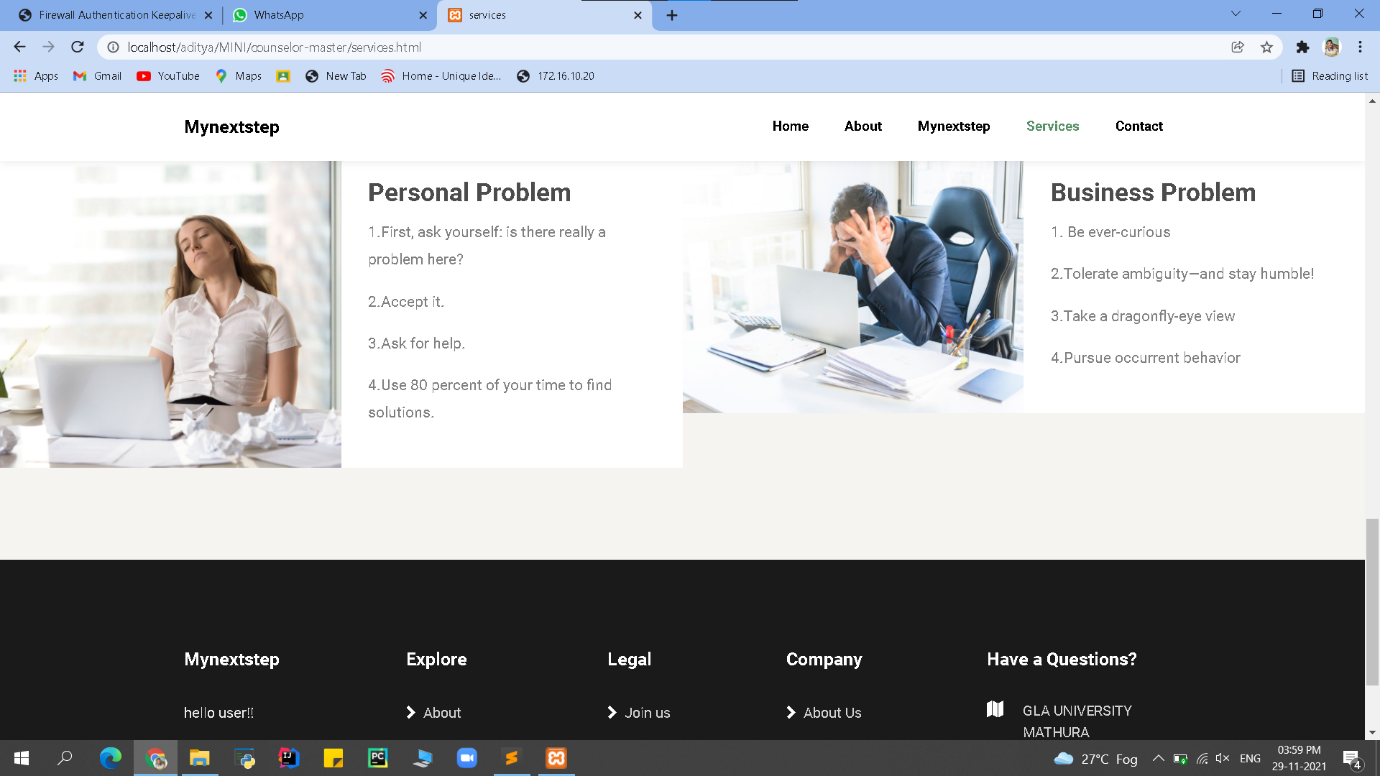 Firewall Authentication Keepalive
WhatsApp
services
localhost/aditya/MINI/counselor-master/services.html
Apps
Gmail
YouTube
Maps
New Tab
Home - Unique Ide...
172.16.10.20
Reading list
Mynextstep
Home
About
Mynextstep
Services
Contact
Personal Problem
1.First, ask yourself: is there really a
problem here?
2.Accept it.
3.Ask for help.
4.Use 80 percent of your time to find
solutions.
Business Problem
1. Be ever-curious
2.Tolerate ambiguity—and stay humble!
3.Take a dragonfly-eye view
4.Pursue occurrent behavior
Mynextstep
hello user!!
Explore
About
Legal
Join us
Company
About Us
Have a Questions?
GLA UNIVERSITY
MATHURA
27°C Fog
ENG
03:59 PM
29-11-2021
4